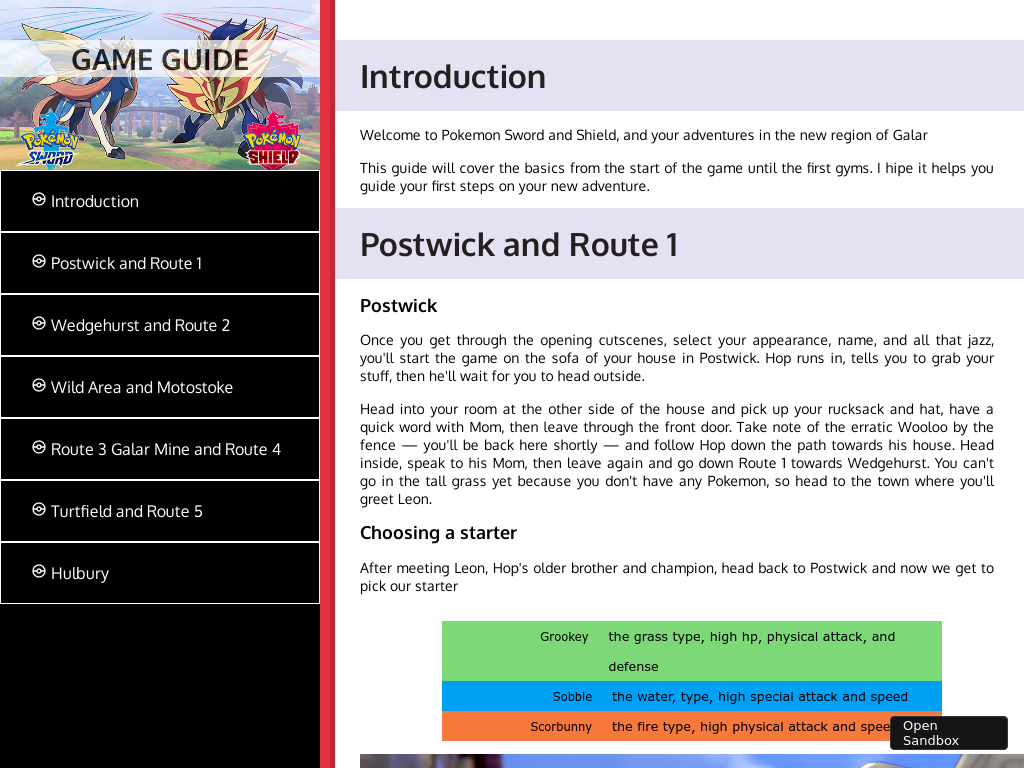 GAME GUIDE
Pokémon
SWORD
Pokémon
SHIELD
Introduction
Postwick and Route 1
Wedgehurst and Route 2
Wild Area and Motostoke
Route 3 Galar Mine and Route 4
Turtfield and Route 5
Hulbury
Introduction
Welcome to Pokemon Sword and Shield, and your adventures in the new region of Galar
This guide will cover the basics from the start of the game until the first gyms. I hipe it helps you
guide your first steps on your new adventure.
Postwick and Route 1
Postwick
Once you get through the opening cutscenes, select your appearance, name, and all that jazz,
you'll start the game on the sofa of your house in Postwick. Hop runs in, tells you to grab your
stuff, then he'll wait for you to head outside.
Head into your room at the other side of the house and pick up your rucksack and hat, have a
quick word with Mom, then leave through the front door. Take note of the erratic Wooloo by the
fence — you'll be back here shortly — and follow Hop down the path towards his house. Head
inside, speak to his Mom, then leave again and go down Route 1 towards Wedgehurst. You can't
go in the tall grass yet because you don't have any Pokemon, so head to the town where you'll
greet Leon.
Choosing a starter
After meeting Leon, Hop's older brother and champion, head back to Postwick and now we get to
pick our starter
Grookey the grass type, high hp, physical attack, and
defense
Sobble the water, type, high special attack and speed
Scorbunny the fire type, high physical attack and spee
Open
Sandbox